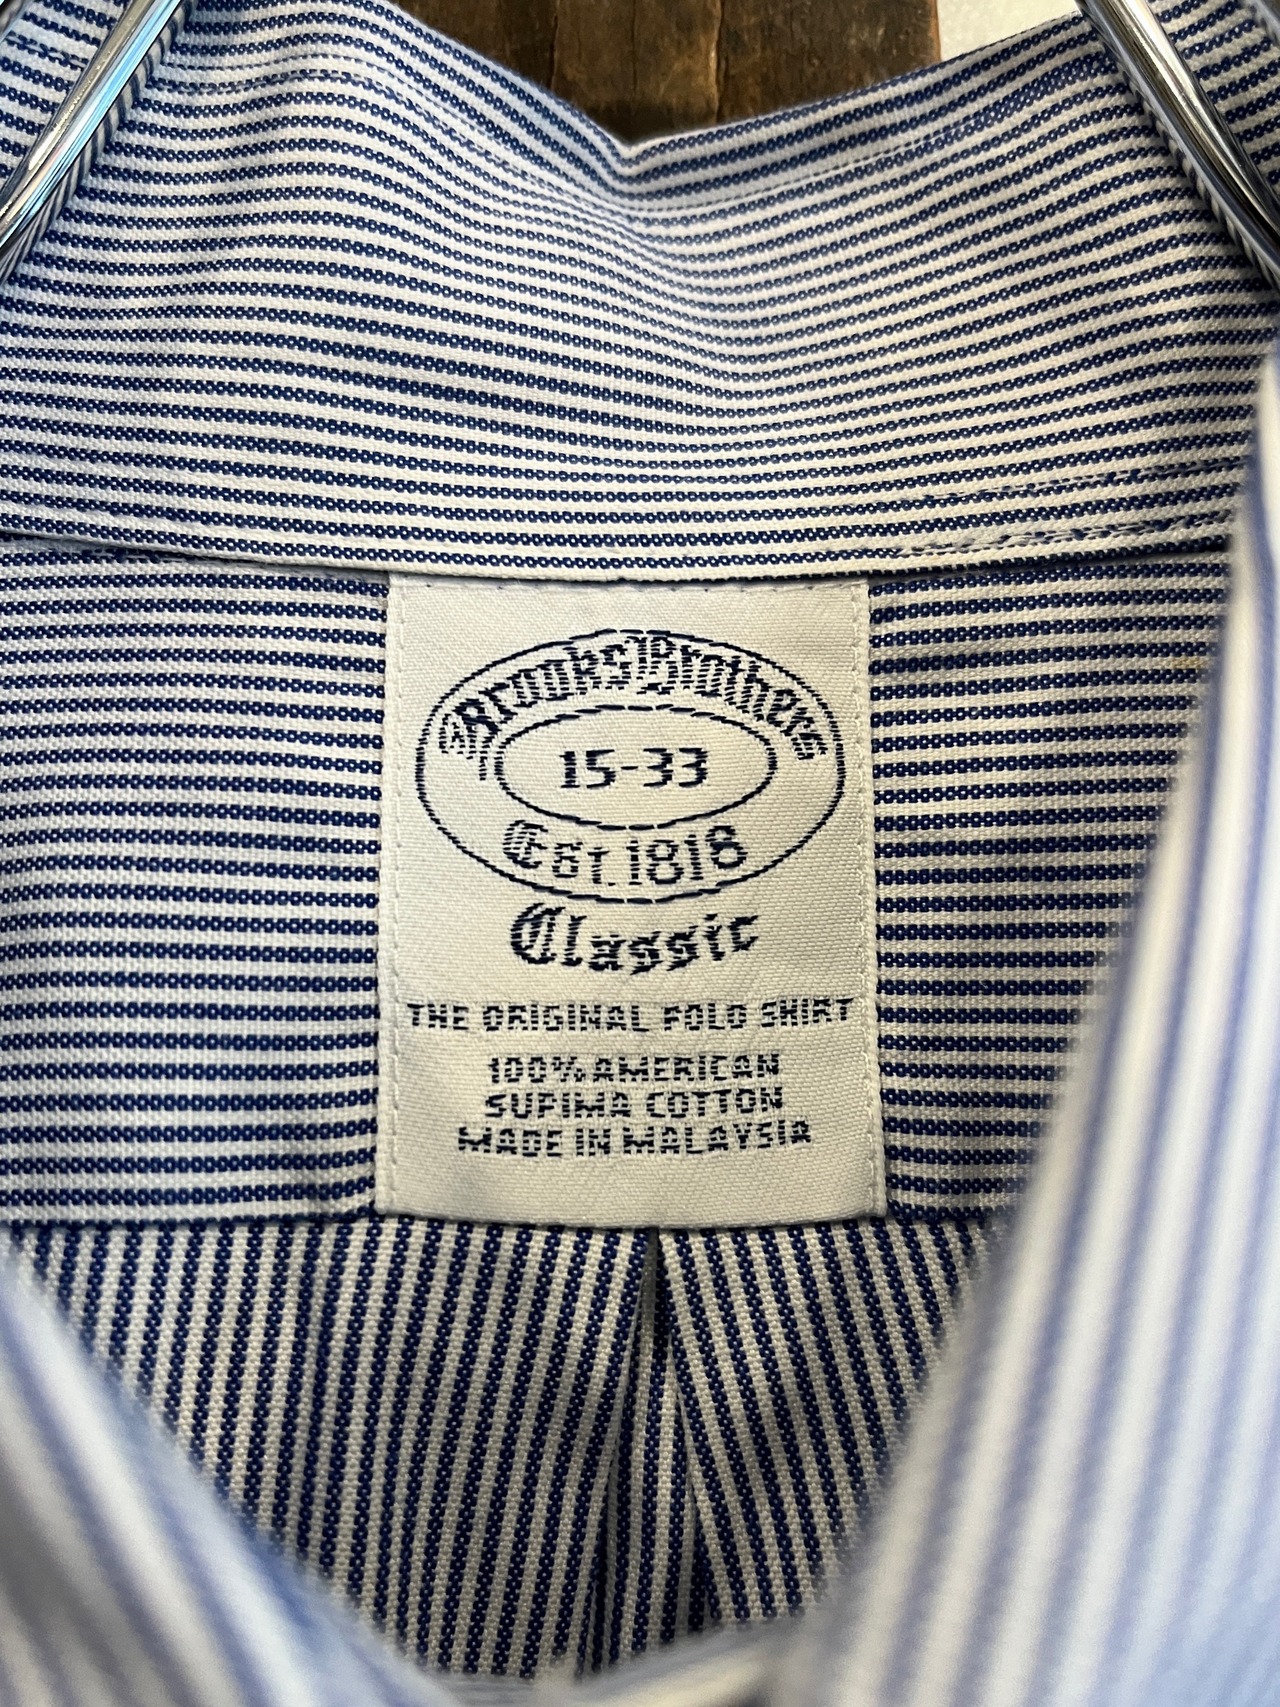 Brooks Brothers
15-33
Est.1818
Classic
THE ORIGINAL POLO SHIRT
100% AMERICAN
SUPIMA COTTON
MADE IN MALAYSIA